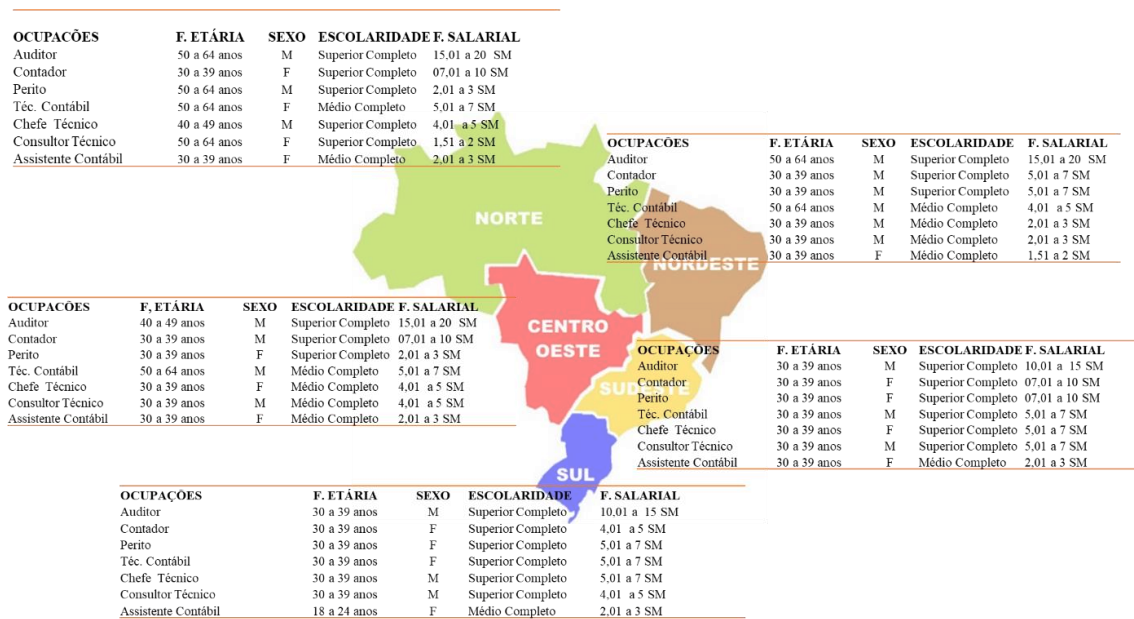 OCUPACÕES F. ETÁRIA SEXO ESCOLARIDADE F. SALARIAL
Auditor 50 a 64 anos M Superior Completo 15,01 a 20 SM
Contador 30 a 39 anos F Superior Completo 07,01 a 10 SM
Perito 50 a 64 anos M Superior Completo 2,01 a 3 SM
Téc. Contábil 50 a 64 anos F Médio Completo 5,01 a 7 SM
Chefe Técnico 40 a 49 anos M Superior Completo 4,01 a 5 SM
Consultor Técnico 50 a 64 anos F Superior Completo 1,51 a 2 SM
Assistente Contábil 30 a 39 anos F Médio Completo 2,01 a 3 SM
OCUPACÕES F. ETÁRIA SEXO ESCOLARIDADE F. SALARIAL
Auditor 50 a 64 anos M Superior Completo 15,01 a 20 SM
Contador 30 a 39 anos M Superior Completo 5,01 a 7 SM
Perito 30 a 39 anos M Superior Completo 5,01 a 7 SM
Téc. Contábil 50 a 64 anos M Médio Completo 4,01 a 5 SM
Chefe Técnico 30 a 39 anos M Médio Completo 2,01 a 3 SM
Consultor Técnico 30 a 39 anos M Médio Completo 2,01 a 3 SM
Assistente Contábil 30 a 39 anos F Médio Completo 1,51 a 2 SM
NORTE
NORDESTE
OCUPACÕES F, ETÁRIA SEXO ESCOLARIDADE F. SALARIAL
Auditor 40 a 49 anos M Superior Completo 15,01 a 20 SM
Contador 30 a 39 anos M Superior Completo 07,01 a 10 SM
Perito 30 a 39 anos F Superior Completo 2,01 a 3 SM
Téc. Contábil 50 a 64 anos M Médio Completo 5,01 a 7 SM
Chefe Técnico 30 a 39 anos F Médio Completo 4,01 a 5 SM
Consultor Técnico 30 a 39 anos M Médio Completo 4,01 a 5 SM
Assistente Contábil 30 a 39 anos F Médio Completo 2,01 a 3 SM
CENTRO
OESTE
OCUPAÇÕES F. ETÁRIA SEXO ESCOLARIDADE F. SALARIAL
Auditor 30 a 39 anos M Superior Completo 10,01 a 15 SM
Contador 30 a 39 anos F Superior Completo 07,01 a 10 SM
Perito 30 a 39 anos F Superior Completo 07,01 a 10 SM
Téc. Contábil 30 a 39 anos M Superior Completo 5,01 a 7 SM
Chefe Técnico 30 a 39 anos F Superior Completo 5,01 a 7 SM
Consultor Técnico 30 a 39 anos M Superior Completo 5,01 a 7 SM
Assistente Contábil 30 a 39 anos F Médio Completo 2,01 a 3 SM
SUDESTE
SUL
OCUPAÇÕES F. ETÁRIA SEXO ESCOLARIDADE F. SALARIAL
Auditor 30 a 39 anos M Superior Completo 10,01 a 15 SM
Contador 30 a 39 anos F Superior Completo 4,01 a 5 SM
Perito 30 a 39 anos F Superior Completo 5,01 a 7 SM
Téc. Contábil 30 a 39 anos F Superior Completo 5,01 a 7 SM
Chefe Técnico 30 a 39 anos M Superior Completo 5,01 a 7 SM
Consultor Técnico 30 a 39 anos M Superior Completo 4,01 a 5 SM
Assistente Contábil 18 a 24 anos F Médio Completo 2,01 a 3 SM